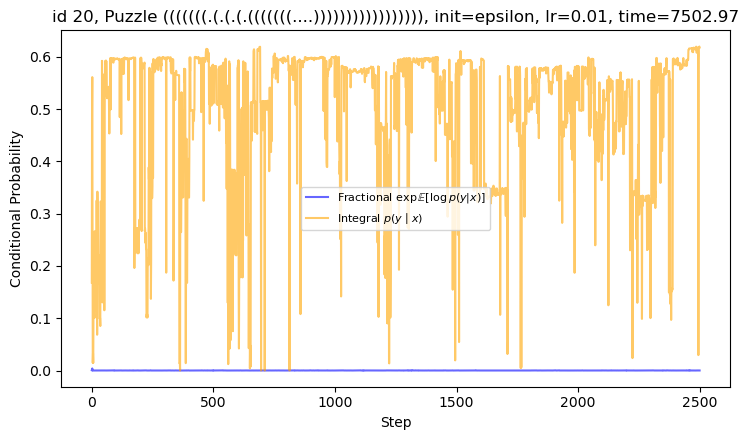 id 20, Puzzle (((((((.(.(.(.(((((((....))))))))))))))))), init=epsilon, lr=0.01, time=7502.97
0.6
0.5
0.4
0.3
0.2
0.1
0.0
Conditional Probability
Fractional exp𝔼[log p(y|x)]
Integral p(y | x)
0 500 1000 1500 2000 2500
Step